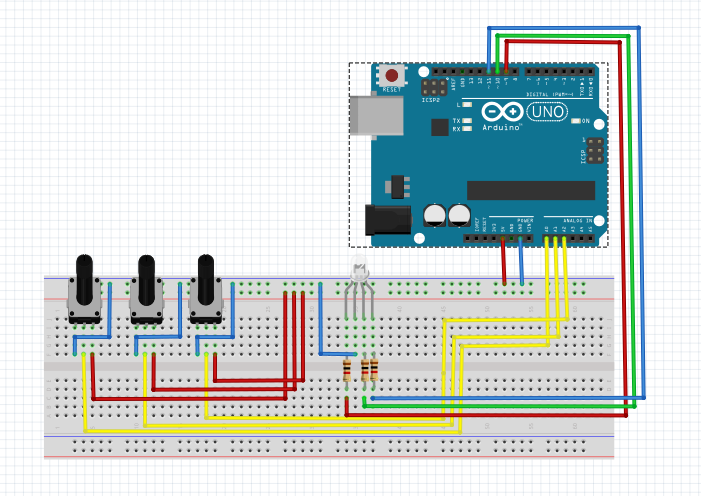 RESET
ICSP2
AREF
GND
13
12
~11
~10
~9
8
7
~6
~5
4
~3
2
TX▸1
RX◂0
DIGITAL (PWM=~)
L
TX
RX
Arduino™
UNO
ON
ICSP
IOREF
RESET
3V3
5V
GND
GND
VIN
POWER
ANALOG IN
A0
A1
A2
A3
A4
A5